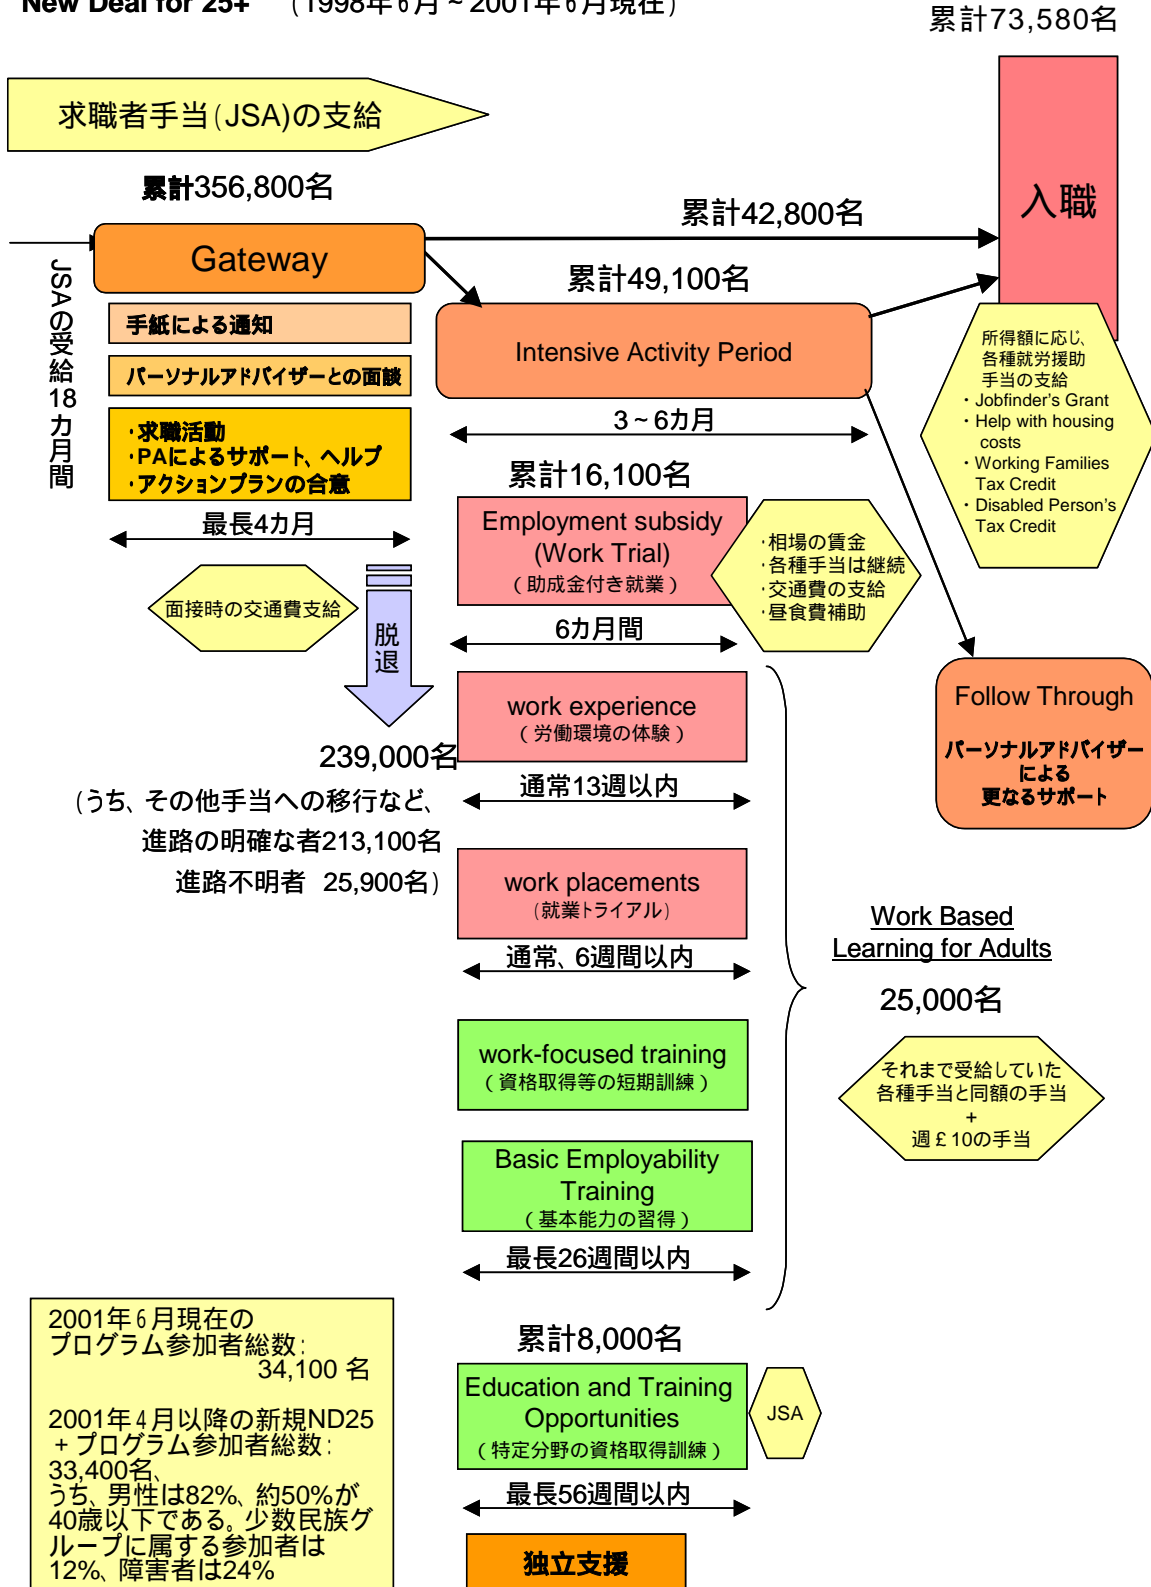 New Deal for 25+　（1998年6月～2001年6月現在）
累計73,580名
求職者手当（JSA)の支給
累計356,800名
入職
累計42,800名
Gateway
累計49,100名
JSAの受給18カ月間
手紙による通知
パーソナルアドバイザーとの面談
・求職活動
・PAによるサポート、ヘルプ
・アクションプランの合意
Intensive Activity Period
所得額に応じ、
各種就労援助
手当の支給
・Jobfinder's Grant
・Help with housing
costs
・Working Families
Tax Credit
・Disabled Person's
Tax Credit
3～6カ月
累計16,100名
最長4カ月
Employment subsidy
(Work Trial)
（助成金付き就業）
・相場の賃金
・各種手当は継続
・交通費の支給
・昼食費補助
面接時の交通費支給
脱退
6カ月間
work experience
（労働環境の体験）
Follow Through
パーソナルアドバイザー
による
更なるサポート
239,000名
（うち、その他手当への移行など、
進路の明確な者213,100名
進路不明者 25,900名）
通常13週以内
work placements
（就業トライアル）
通常、6週間以内
Work Based
Learning for Adults
25,000名
work-focused training
（資格取得等の短期訓練）
それまで受給していた
各種手当と同額の手当
+
週￡10の手当
Basic Employability
Training
（基本能力の習得）
最長26週間以内
2001年6月現在の
プログラム参加者総数：
34,100 名
2001年4月以降の新規ND25
+プログラム参加者総数：
33,400名、
うち、男性は82%、約50%が
40歳以下である。少数民族グ
ループに属する参加者は
12%、障害者は24%
累計8,000名
Education and Training
Opportunities
（特定分野の資格取得訓練）
JSA
最長56週間以内
独立支援